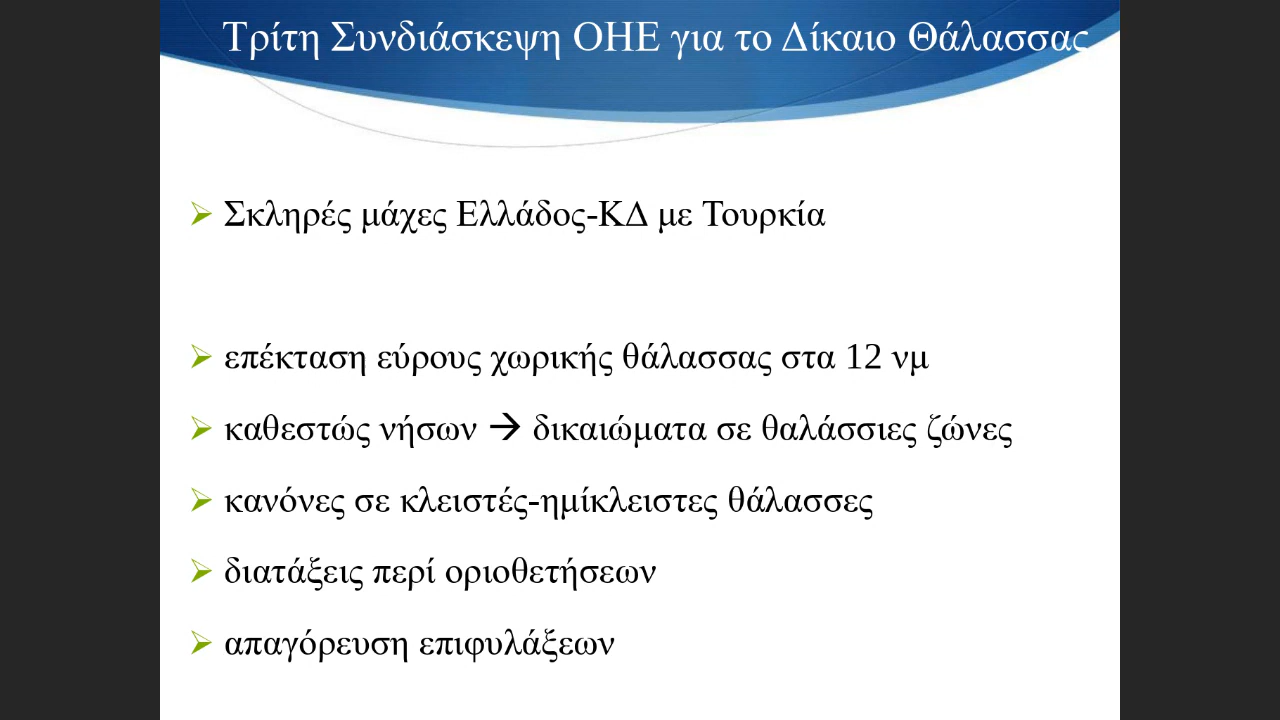 Τρίτη Συνδιάσκεψη ΟΗΕ για το Δίκαιο Θάλασσας
Σκληρές μάχες Ελλάδος-ΚΔ με Τουρκία
επέκταση εύρους χωρικής θάλασσας στα 12 νμ
καθεστώς νήσων → δικαιώματα σε θαλάσσιες ζώνες
κανόνες σε κλειστές-ημίκλειστες θάλασσες
διατάξεις περί οριοθετήσεων
απαγόρευση επιφυλάξεων